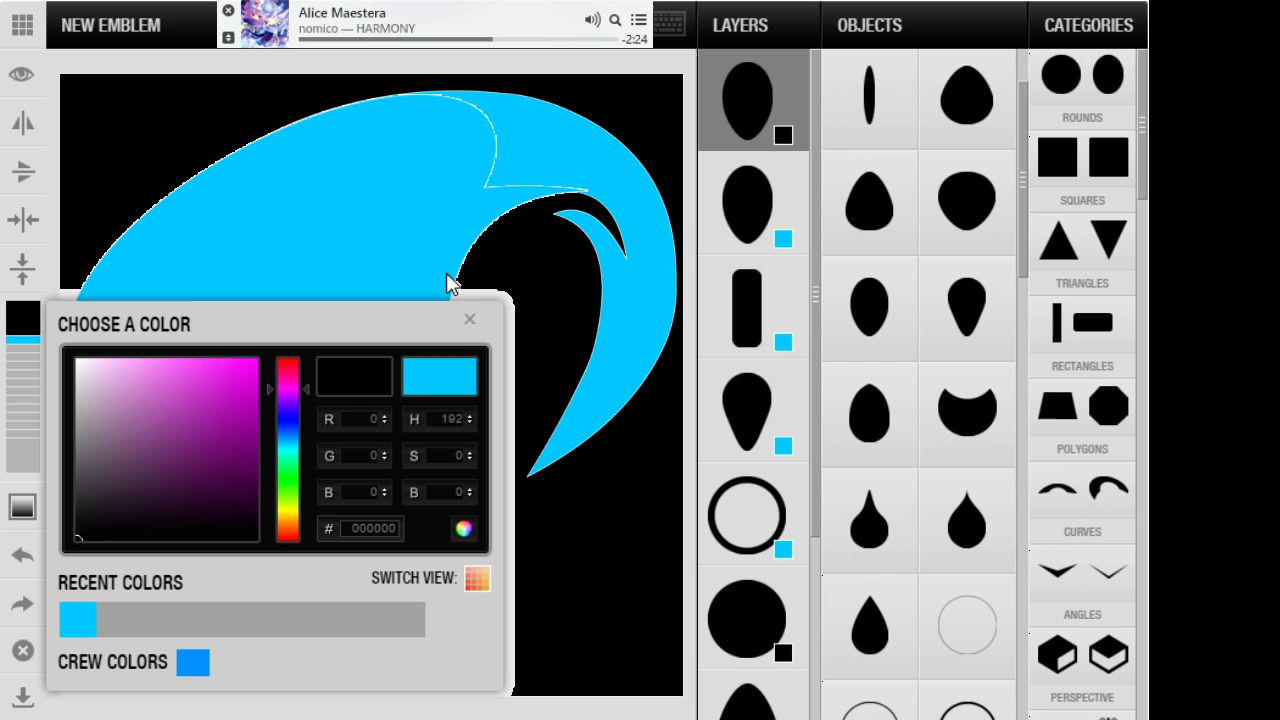 NEW EMBLEM
Alice Maestera
nomico — HARMONY
-2:24
LAYERS
OBJECTS
CATEGORIES
ROUNDS
SQUARES
TRIANGLES
RECTANGLES
POLYGONS
CURVES
ANGLES
PERSPECTIVE
CHOOSE A COLOR
R 0 H 192
G 0 S 0
B 0 B 0
# 000000
RECENT COLORS
SWITCH VIEW:
CREW COLORS